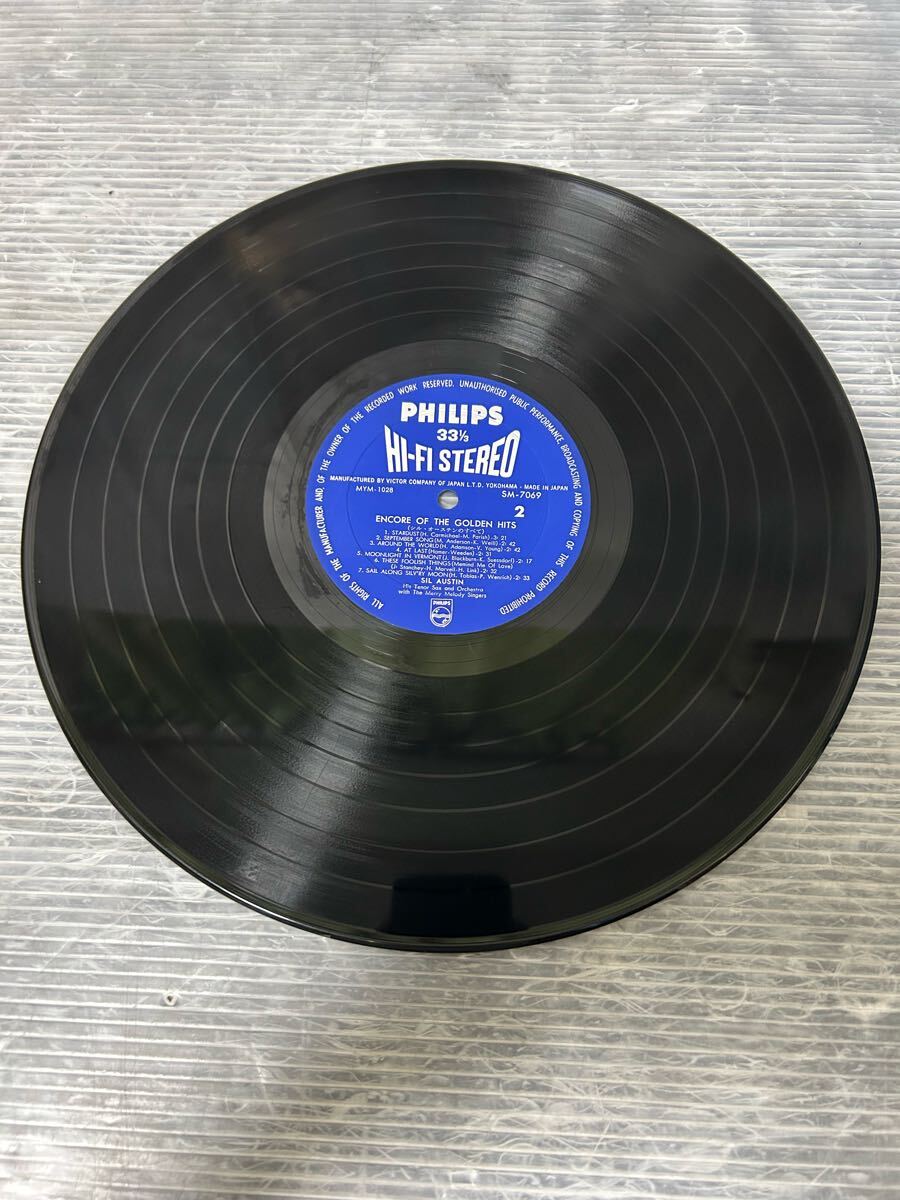 ALL RIGHTS OF THE MANUFACTURER AND OF THE OWNER OF THE RECORDED WORK RESERVED. UNAUTHORISED PUBLIC PERFORMANCE, BROADCASTING AND COPYING OF THIS RECORD PROHIBITED
PHILIPS
33⅓
HI-FI STEREO
MANUFACTURED BY VICTOR COMPANY OF JAPAN L.T.D. YOKOHAMA - MADE IN JAPAN
MYM-1028 SM-7069
2
ENCORE OF THE GOLDEN HITS
(シル・オースチンのすべて)
1. STARDUST(H. Carmichael-M. Parish)-3: 21
2. SEPTEMBER SONG(M. Anderson-K. Weill)-2: 42
3. AROUND THE WORLD(H. Adamson-V. Young)-2: 42
4. AT LAST(Homer-Weeden)-2: 31
5. MOONLIGHT IN VERMONT(J. Blackburn-K. Suessdorf)-2: 17
6. THESE FOOLISH THINGS(Memind Me Of Love)
(J. Stanchey-H. Marvell-H. Link)-2: 32
7. SAIL ALONG SILV'RY MOON(H. Tobias-P. Wenrich)-2: 33
SIL AUSTIN
His Tenor Sax and Orchestra
with The Merry Melody Singers
PHILIPS